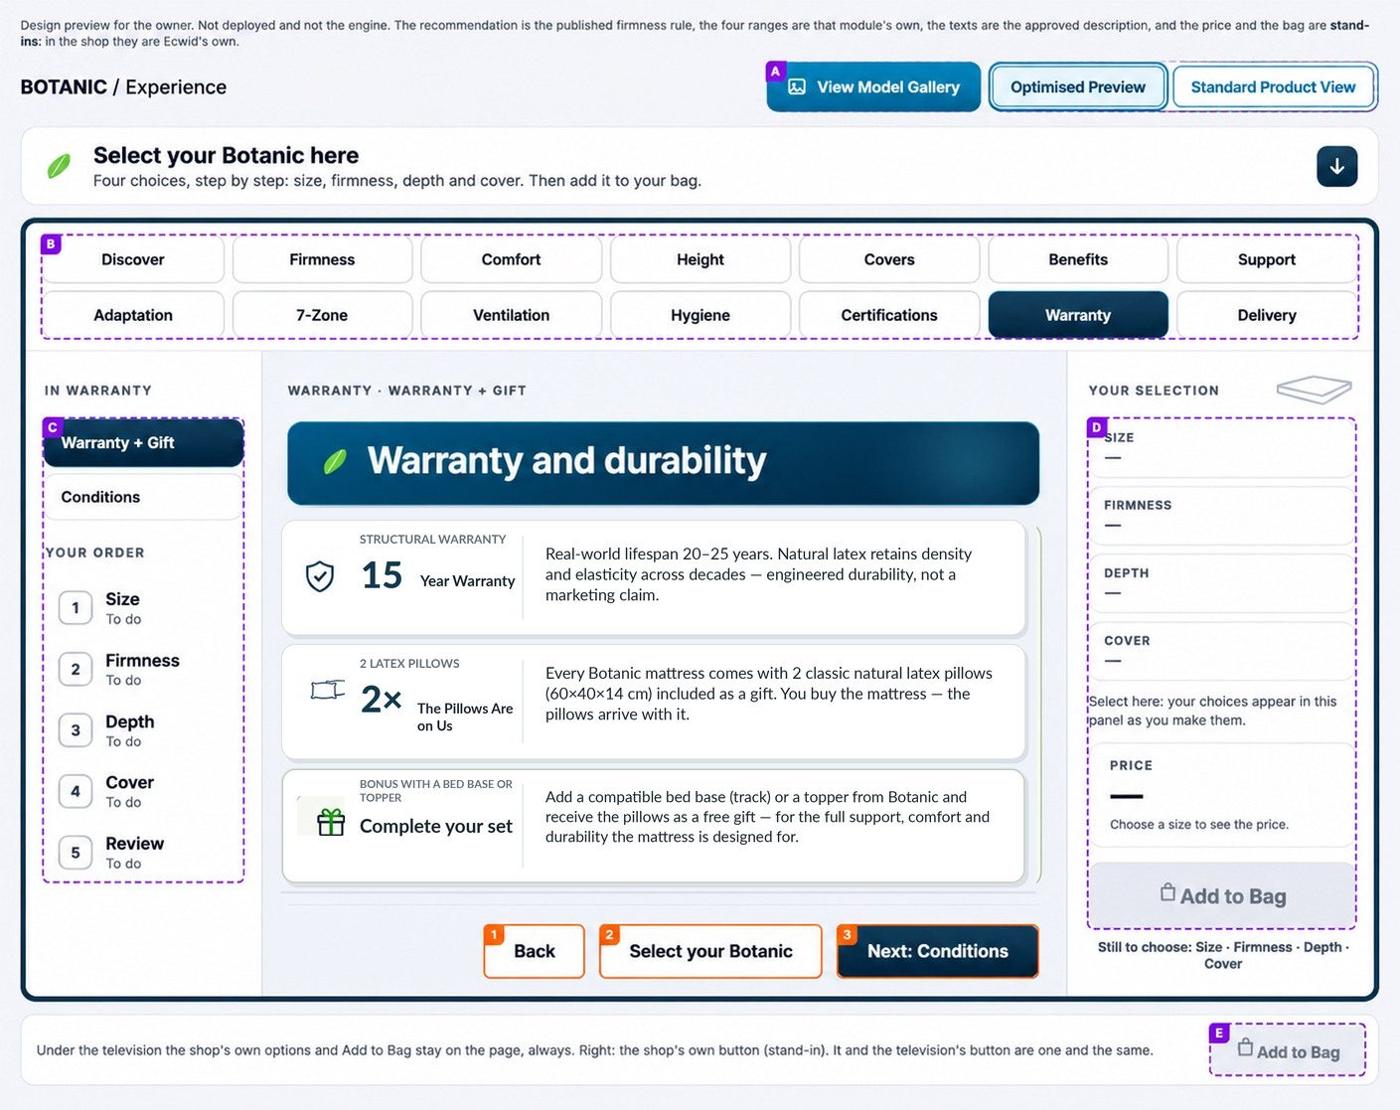 Design preview for the owner. Not deployed and not the engine. The recommendation is the published firmness rule, the four ranges are that module's own, the texts are the approved description, and the price and the bag are stand-
ins: in the shop they are Ecwid's own.
BOTANIC / Experience
A
View Model Gallery
Optimised Preview
Standard Product View
Select your Botanic here
Four choices, step by step: size, firmness, depth and cover. Then add it to your bag.
B
Discover
Firmness
Comfort
Height
Covers
Benefits
Support
Adaptation
7-Zone
Ventilation
Hygiene
Certifications
Warranty
Delivery
IN WARRANTY
C
Warranty + Gift
Conditions
YOUR ORDER
1
Size
To do
2
Firmness
To do
3
Depth
To do
4
Cover
To do
5
Review
To do
WARRANTY · WARRANTY + GIFT
Warranty and durability
STRUCTURAL WARRANTY
15 Year Warranty
Real-world lifespan 20–25 years. Natural latex retains density
and elasticity across decades — engineered durability, not a
marketing claim.
2 LATEX PILLOWS
2× The Pillows Are
on Us
Every Botanic mattress comes with 2 classic natural latex pillows
(60×40×14 cm) included as a gift. You buy the mattress — the
pillows arrive with it.
BONUS WITH A BED BASE OR
TOPPER
Complete your set
Add a compatible bed base (track) or a topper from Botanic and
receive the pillows as a free gift — for the full support, comfort and
durability the mattress is designed for.
1
Back
2
Select your Botanic
3
Next: Conditions
YOUR SELECTION
D
SIZE
—
FIRMNESS
—
DEPTH
—
COVER
—
Select here: your choices appear in this
panel as you make them.
PRICE
—
Choose a size to see the price.
Add to Bag
Still to choose: Size · Firmness · Depth ·
Cover
Under the television the shop's own options and Add to Bag stay on the page, always. Right: the shop's own button (stand-in). It and the television's button are one and the same.
E
Add to Bag